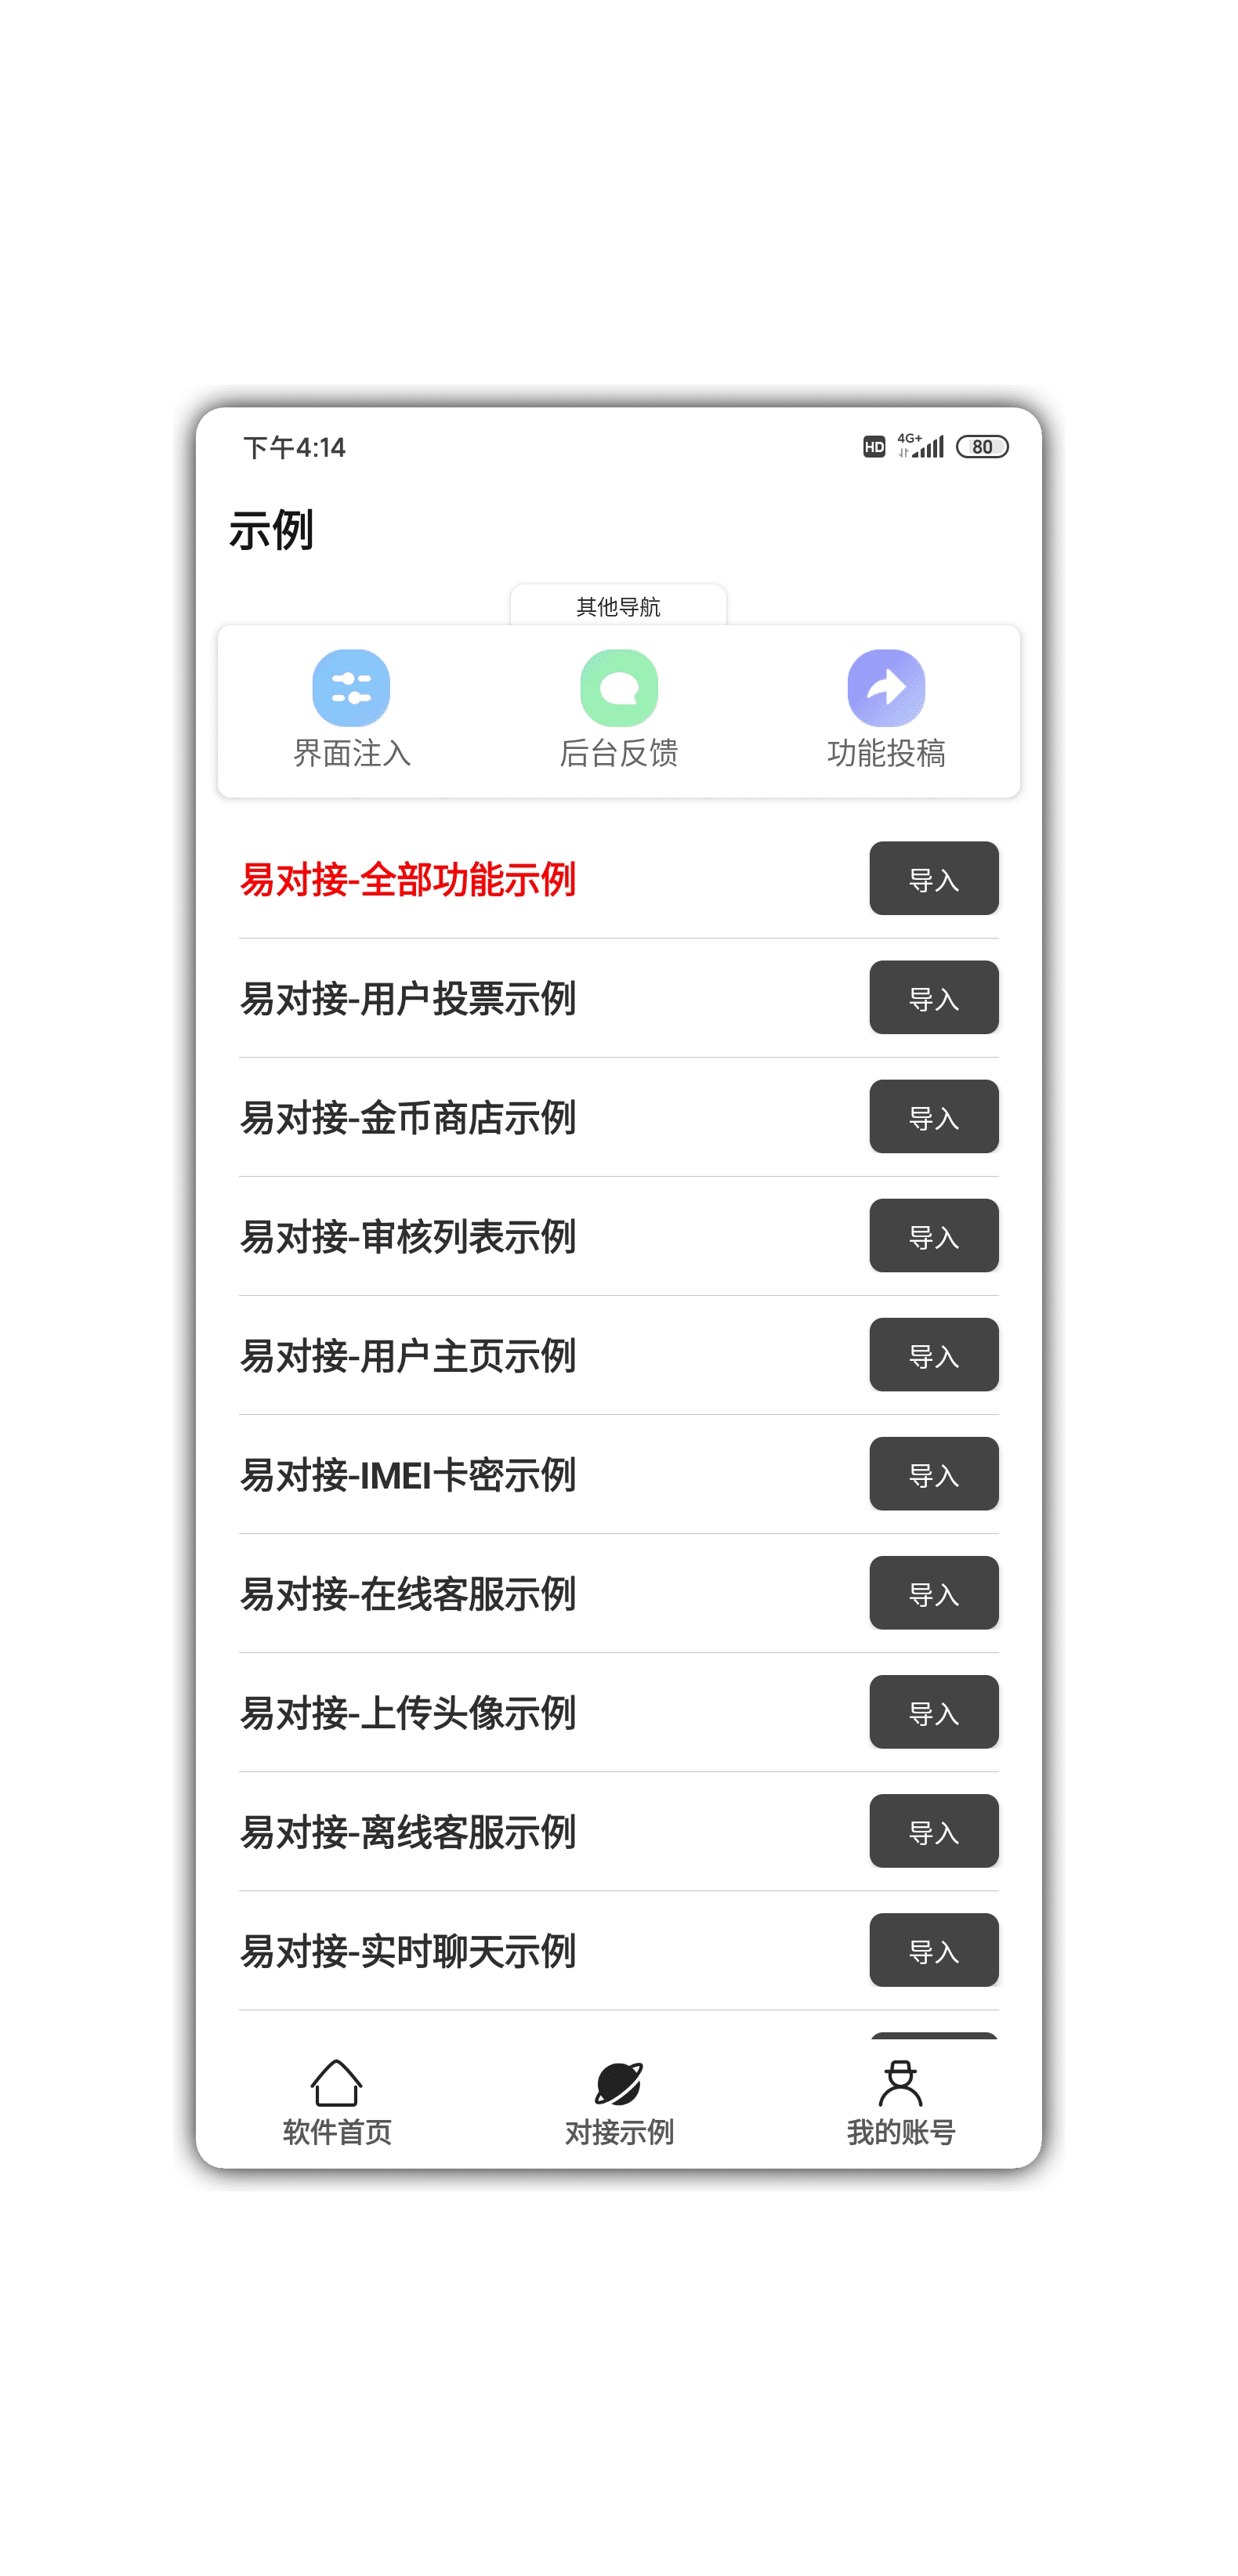 下午4:14
HD 4G+ 80
示例
其他导航
界面注入 后台反馈 功能投稿
易对接-全部功能示例 导入
易对接-用户投票示例 导入
易对接-金币商店示例 导入
易对接-审核列表示例 导入
易对接-用户主页示例 导入
易对接-IMEI卡密示例 导入
易对接-在线客服示例 导入
易对接-上传头像示例 导入
易对接-离线客服示例 导入
易对接-实时聊天示例 导入
软件首页 对接示例 我的账号